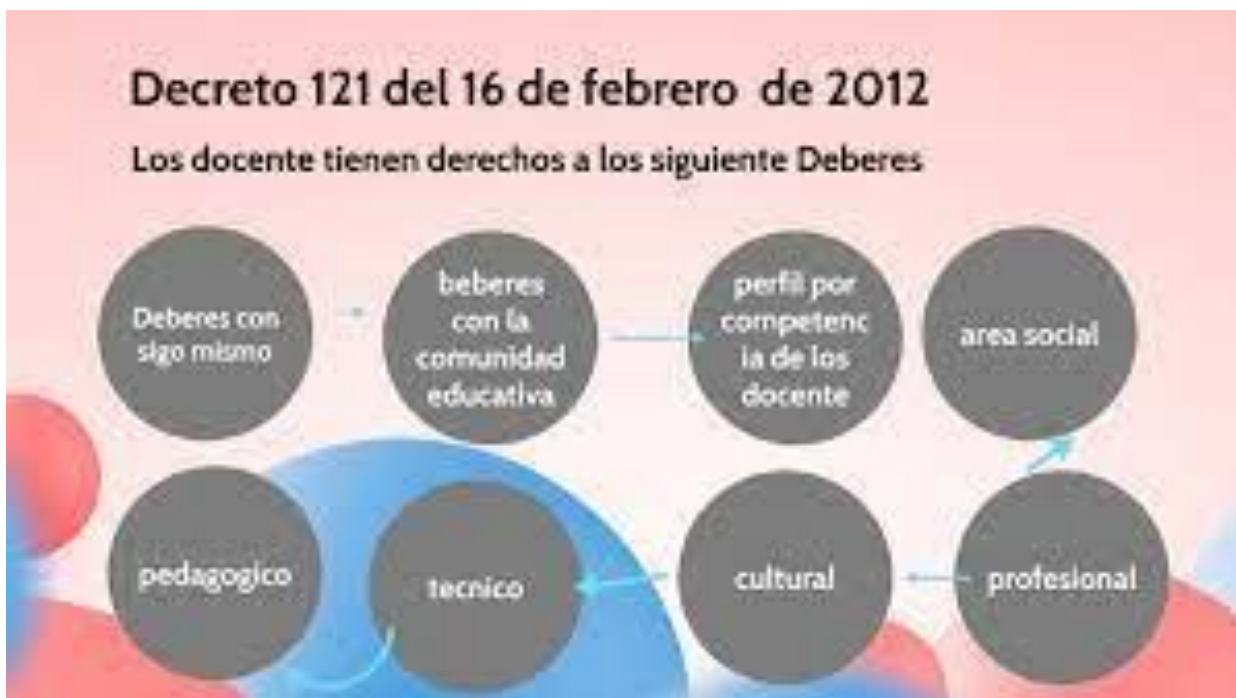 Decreto 121 del 16 de febrero de 2012
Los docente tienen derechos a los siguiente Deberes
Deberes con
sigo mismo
beberes
con la
comunidad
educativa
perfil por
competenc
ia de los
docente
area social
pedagogico
tecnico
cultural
profesional